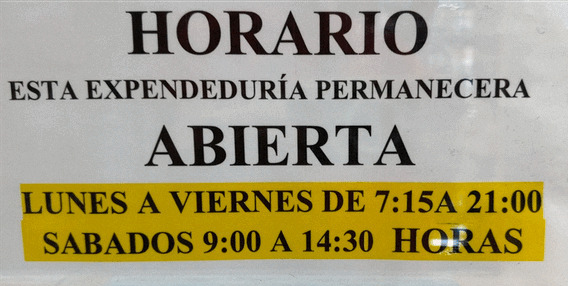 HORARIO
ESTA EXPENDEDURÍA PERMANECERA
ABIERTA
LUNES A VIERNES DE 7:15A 21:00
SABADOS 9:00 A 14:30 HORAS